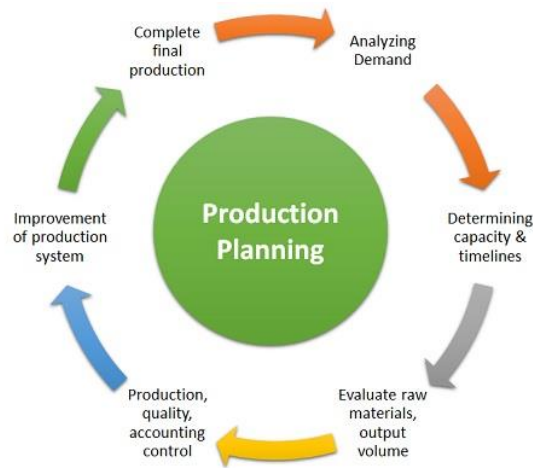 Complete
final
production
Analyzing
Demand
Determining
capacity &
timelines
Evaluate raw
materials,
output
volume
Production,
quality,
accounting
control
Improvement
of production
system
Production
Planning